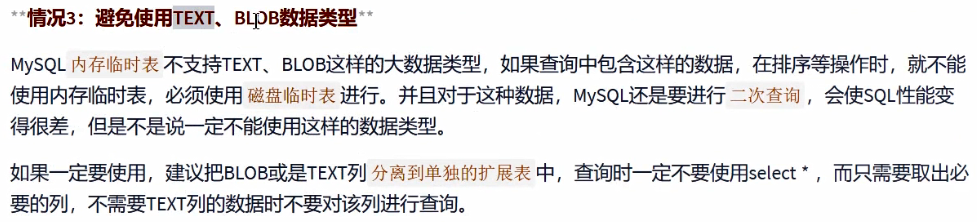 **情况3：避免使用TEXT、BLOB数据类型**
MySQL内存临时表不支持TEXT、BLOB这样的大数据类型，如果查询中包含这样的数据，在排序等操作时，就不能
使用内存临时表，必须使用磁盘临时表进行。并且对于这种数据，MySQL还是要进行二次查询，会使SQL性能变
得很差，但是不是说一定不能使用这样的数据类型。
如果一定要使用，建议把BLOB或是TEXT列分离到单独的扩展表中，查询时一定不要使用select *，而只需要取出必
要的列，不需要TEXT列的数据时不要对该列进行查询。